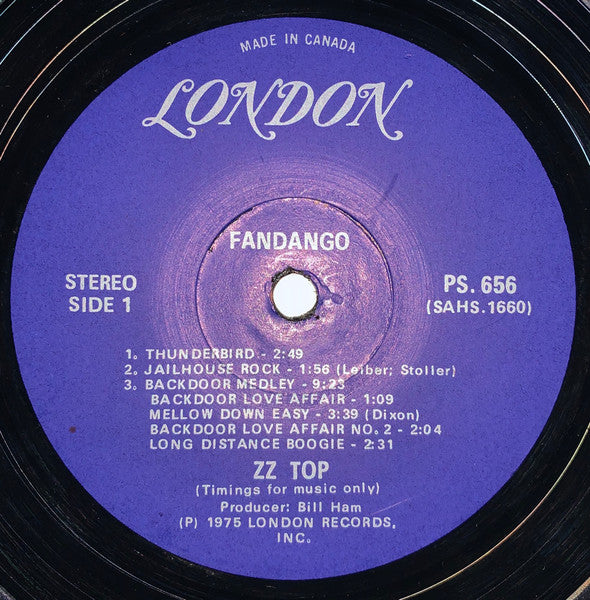 MADE IN CANADA
LONDON
FANDANGO
STEREO
SIDE 1
PS. 656
(SAHS.1660)
1. THUNDERBIRD - 2:49
2. JAILHOUSE ROCK - 1:56 (Leiber; Stoller)
3. BACKDOOR MEDLEY - 9:23
BACKDOOR LOVE AFFAIR - 1:09
MELLOW DOWN EASY - 3:39 (Dixon)
BACKDOOR LOVE AFFAIR NO. 2 - 2:04
LONG DISTANCE BOOGIE - 2:31
ZZ TOP
(Timings for music only)
Producer: Bill Ham
(P) 1975 LONDON RECORDS,
INC.